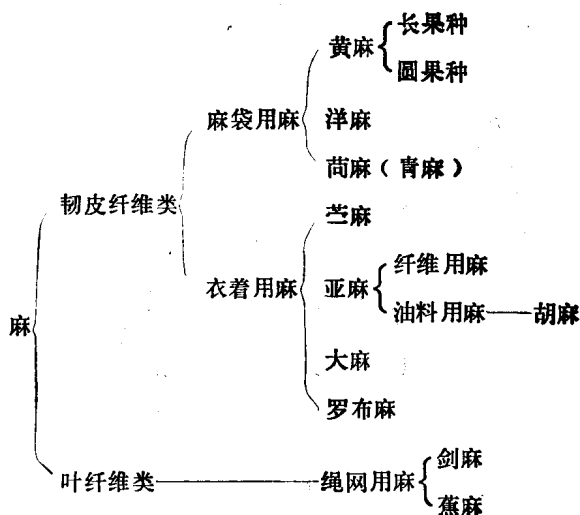 长果种
黄麻
圆果种
麻袋用麻
洋麻
茼麻（青麻）
韧皮纤维类
苎麻
纤维用麻
衣着用麻
亚麻
油料用麻——胡麻
麻
大麻
罗布麻
剑麻
叶纤维类——绳网用麻
蕉麻